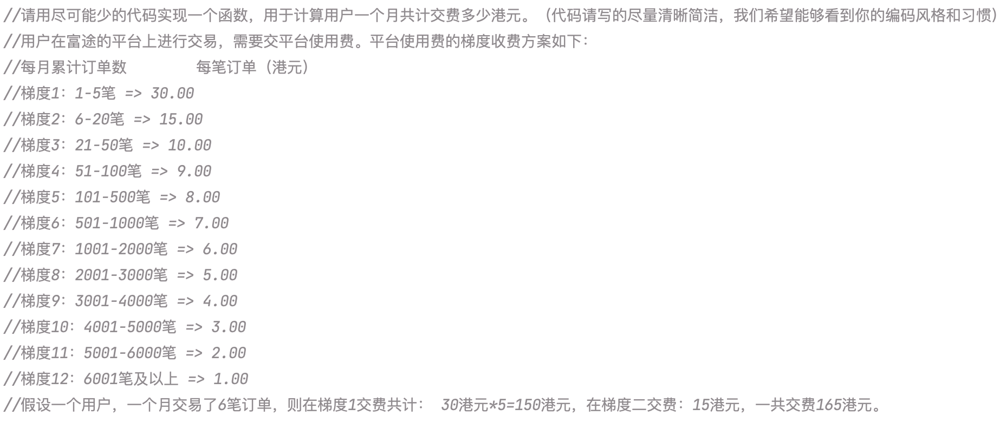 //请用尽可能少的代码实现一个函数，用于计算用户一个月共计交费多少港元。（代码请写的尽量清晰简洁，我们希望能够看到你的编码风格和习惯）
//用户在富途的平台上进行交易，需要交平台使用费。平台使用费的梯度收费方案如下：
//每月累计订单数 每笔订单（港元）
//梯度1：1-5笔 => 30.00
//梯度2：6-20笔 => 15.00
//梯度3：21-50笔 => 10.00
//梯度4：51-100笔 => 9.00
//梯度5：101-500笔 => 8.00
//梯度6：501-1000笔 => 7.00
//梯度7：1001-2000笔 => 6.00
//梯度8：2001-3000笔 => 5.00
//梯度9：3001-4000笔 => 4.00
//梯度10：4001-5000笔 => 3.00
//梯度11：5001-6000笔 => 2.00
//梯度12：6001笔及以上 => 1.00
//假设一个用户，一个月交易了6笔订单，则在梯度1交费共计： 30港元*5=150港元，在梯度二交费：15港元，一共交费165港元。